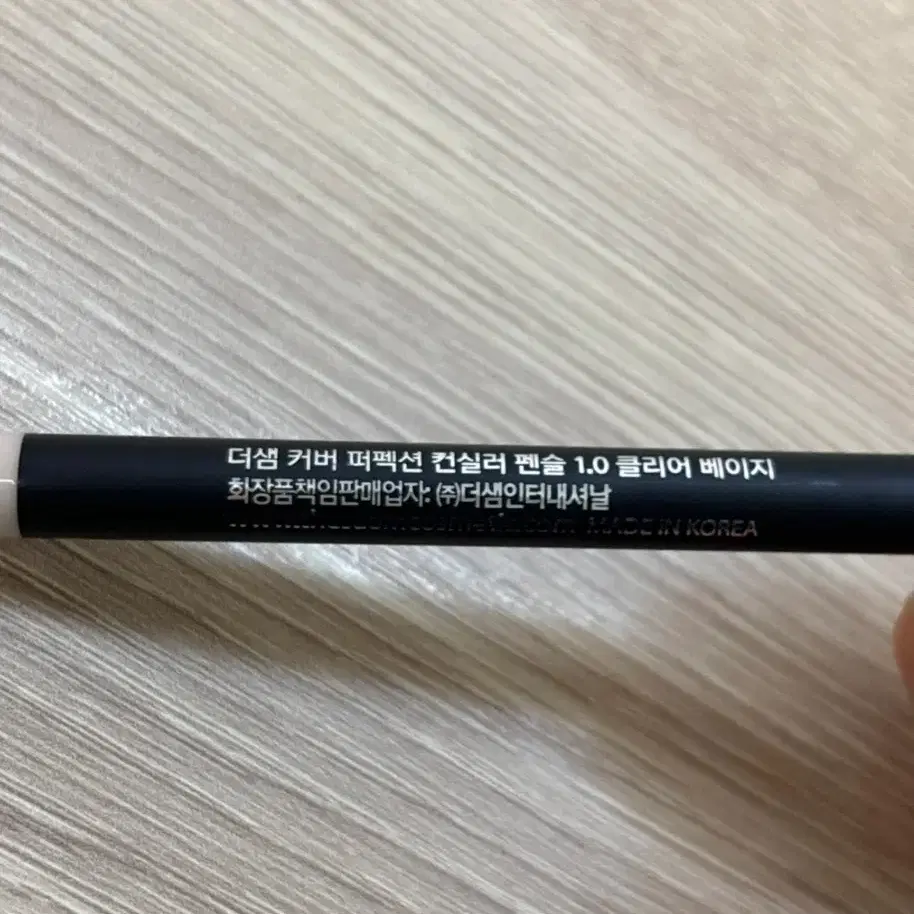 더샘 커버 퍼펙션 컨실러 펜슬 1.0 클리어 베이지
화장품책임판매업자: ㈜더샘인터내셔날
MADE IN KOREA